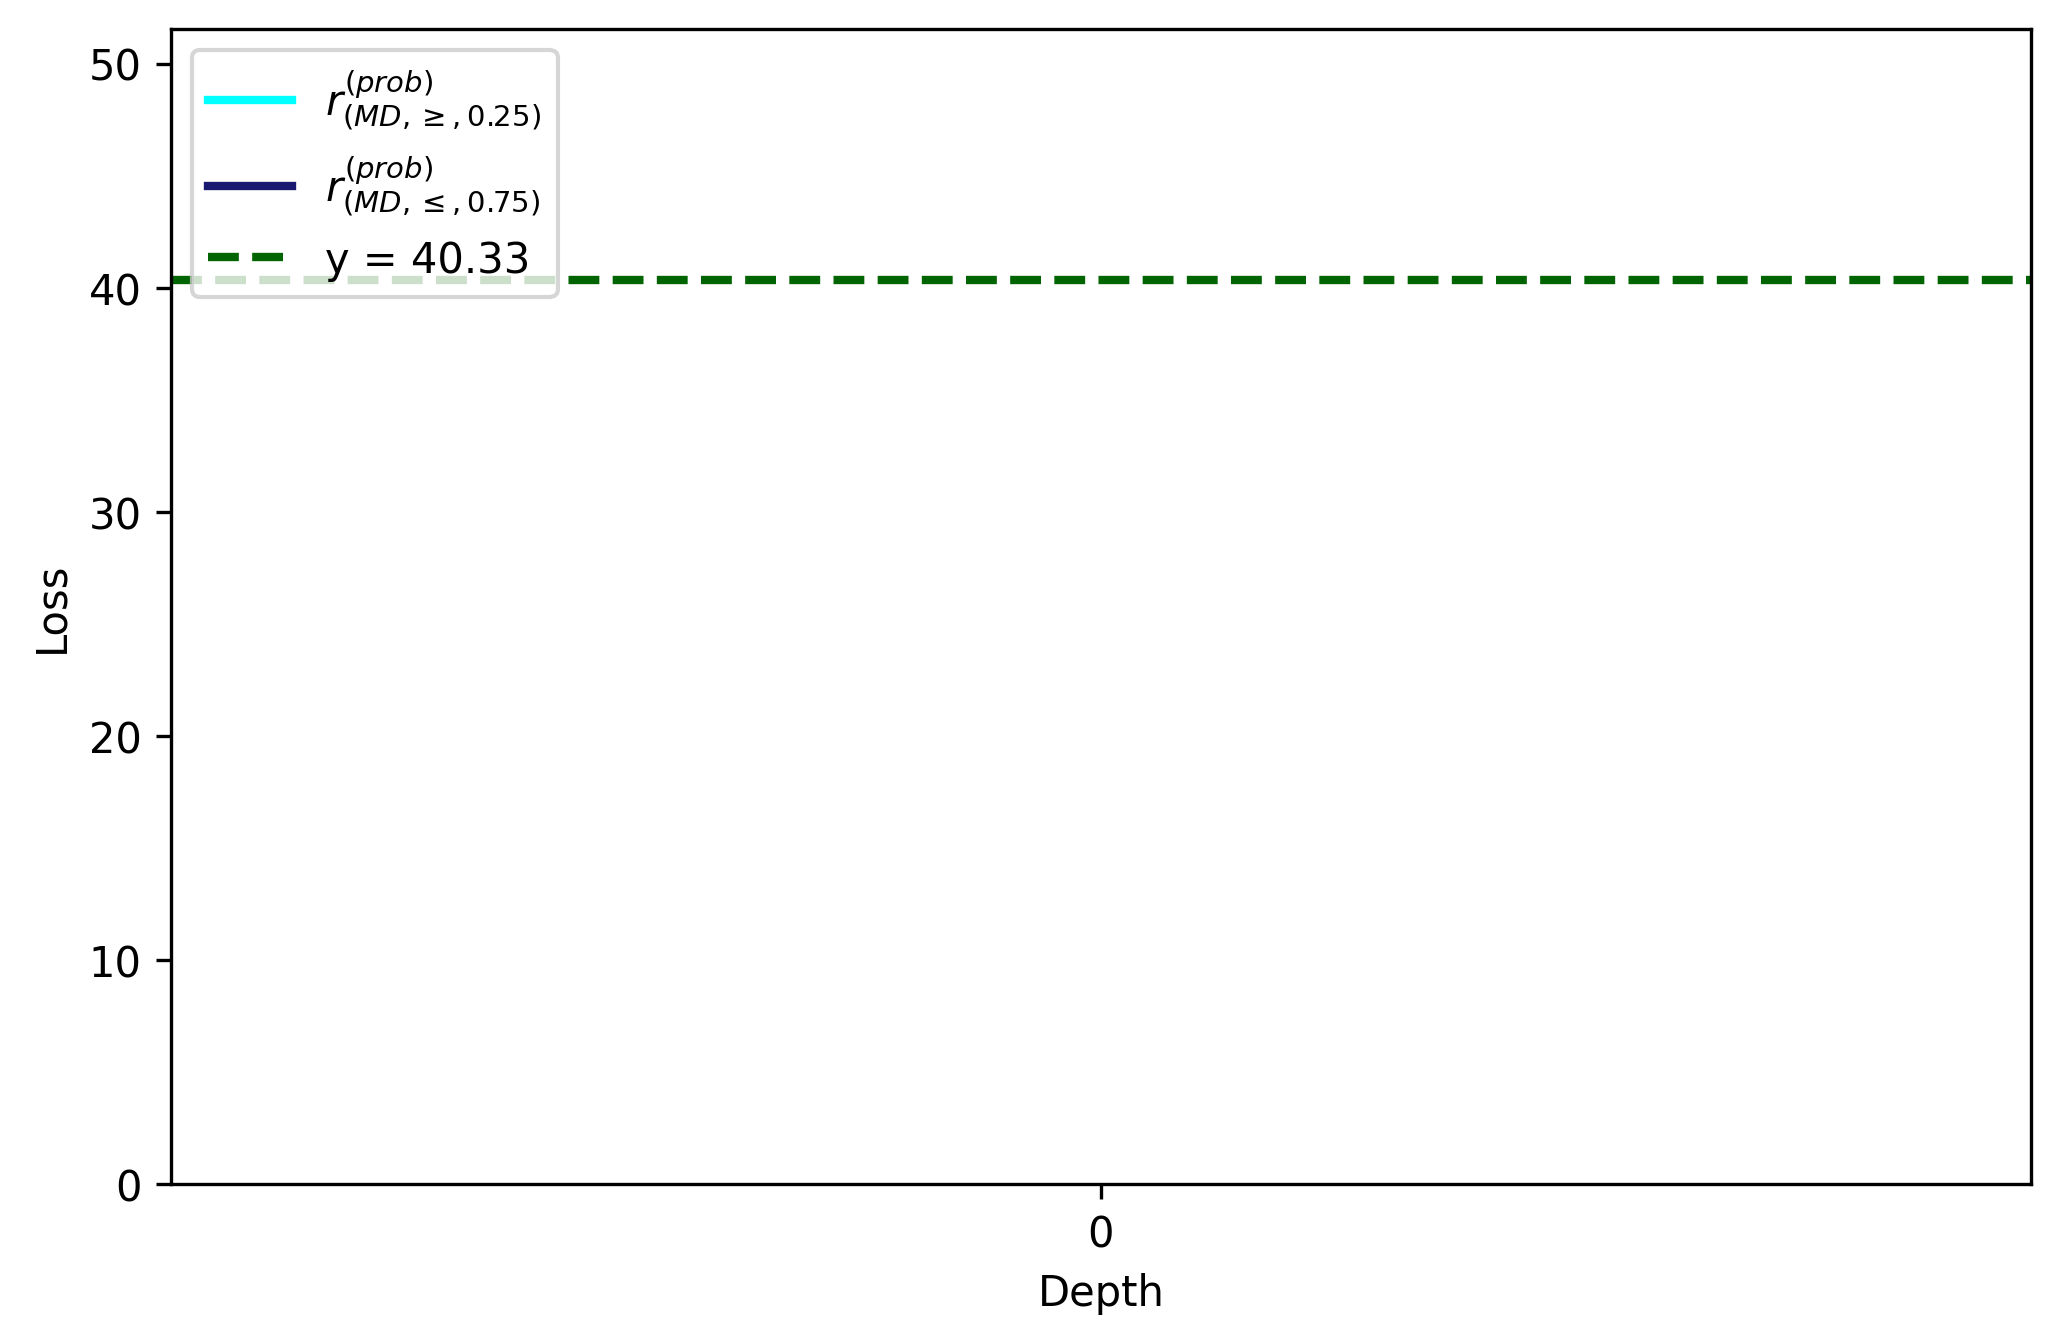 50
40
30
20
10
0
Loss
r^{(prob)}_{(MD, ≥, 0.25)}
r^{(prob)}_{(MD, ≤, 0.75)}
y = 40.33
0
Depth